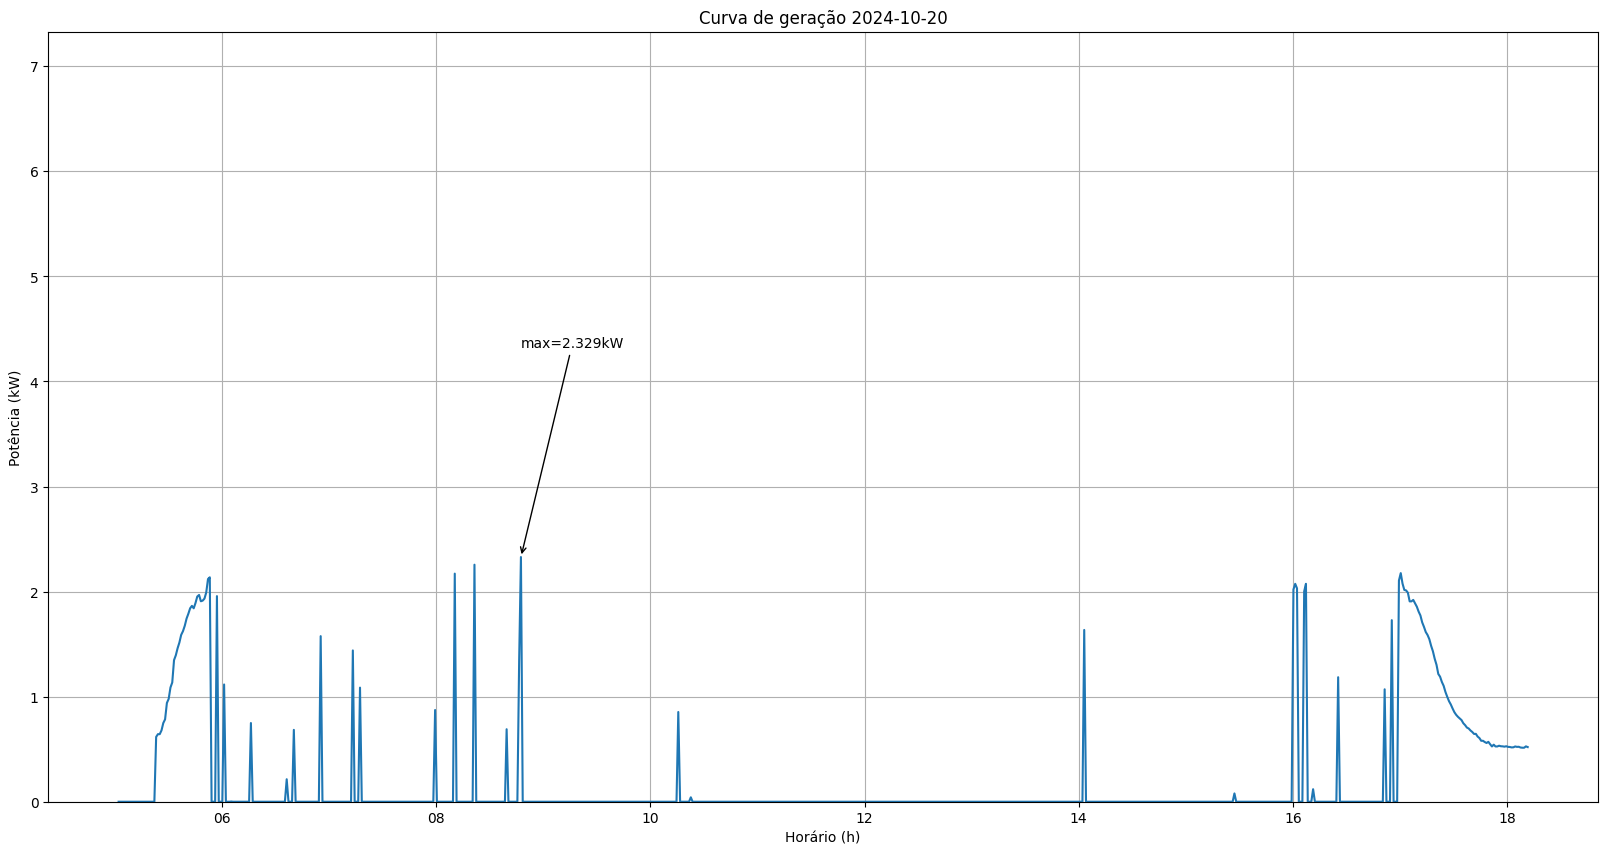 Curva de geração 2024-10-20
7
6
5
4
3
2
1
0
Potência (kW)
max=2.329kW
06 08 10 12 14 16 18
Horário (h)